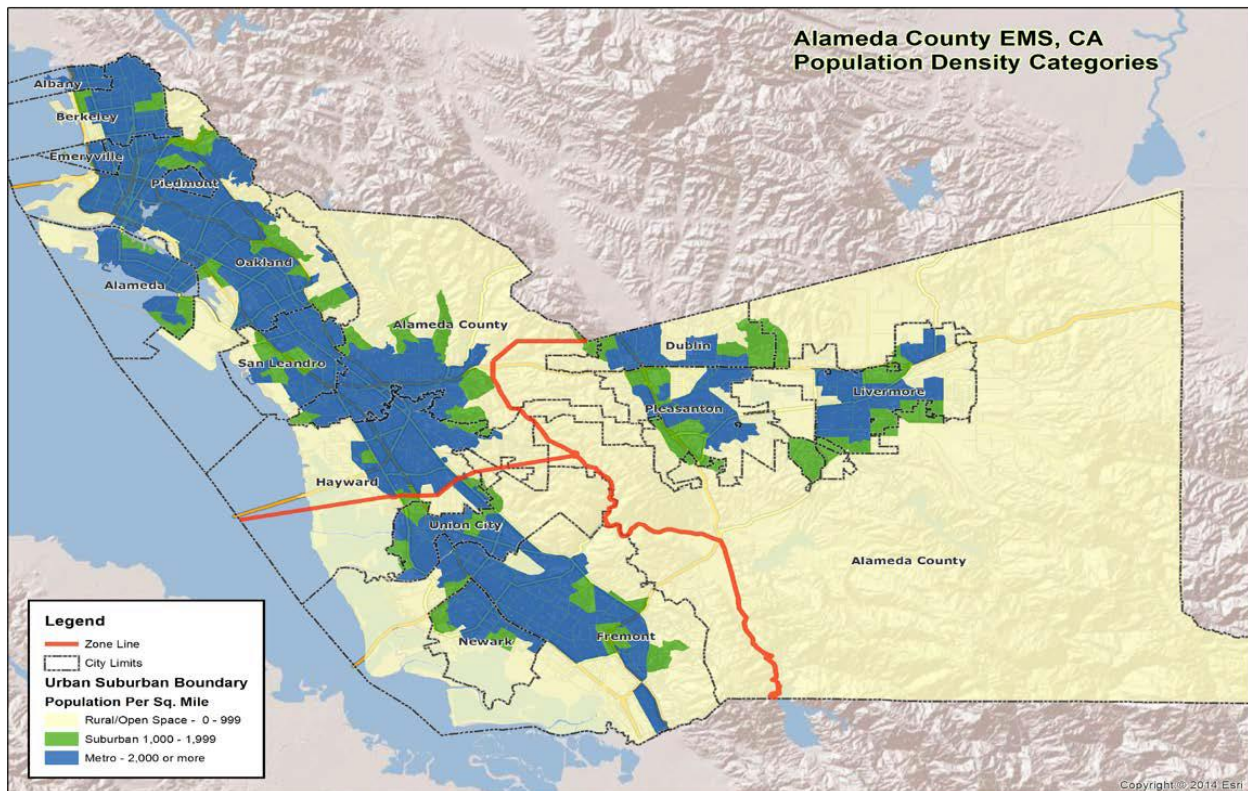 Alameda County EMS, CA
Population Density Categories
Albany
Berkeley
Emeryville
Piedmont
Oakland
Alameda
Alameda County
San Leandro
Dublin
Livermore
Pleasanton
Hayward
Union City
Alameda County
Newark
Fremont
Legend
Zone Line
City Limits
Urban Suburban Boundary
Population Per Sq. Mile
Rural/Open Space - 0 - 999
Suburban 1,000 - 1,999
Metro - 2,000 or more
Copyright © 2014 Esri